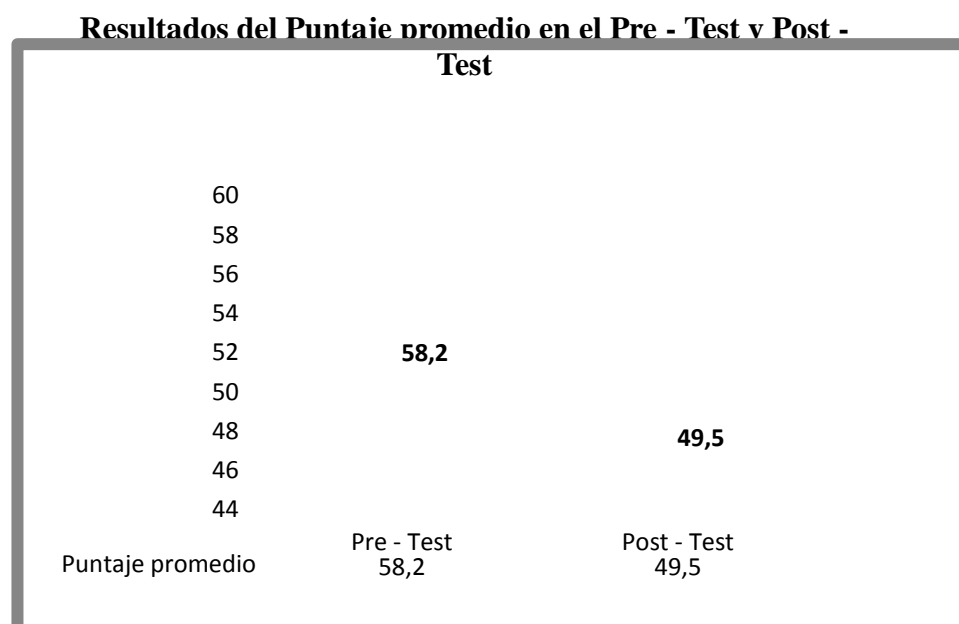 Resultados del Puntaje promedio en el Pre - Test y Post -
Test
60
58
56
54
52
58,2
50
48
49,5
46
44
Pre - Test
Post - Test
Puntaje promedio
58,2
49,5